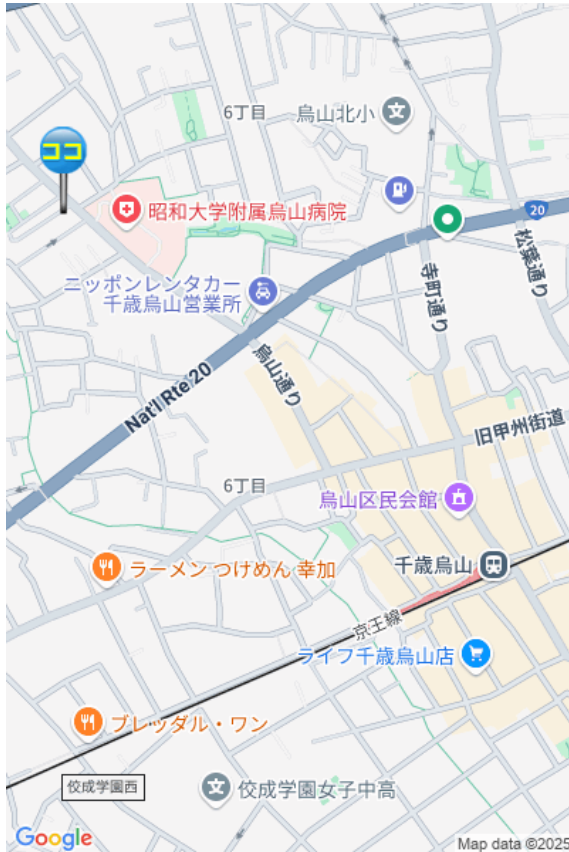 6丁目
烏山北小
文
ココ
昭和大学附属烏山病院
20
松葉通り
寺町通り
ニッポンレンタカー
千歳烏山営業所
烏山通り
Nat'l Rte 20
旧甲州街道
6丁目
烏山区民会館
ラーメン つけめん 幸加
千歳烏山
京王線
ライフ千歳烏山店
ブレッダル・ワン
佼成学園西
文
佼成学園女子中高
Google
Map data ©2025